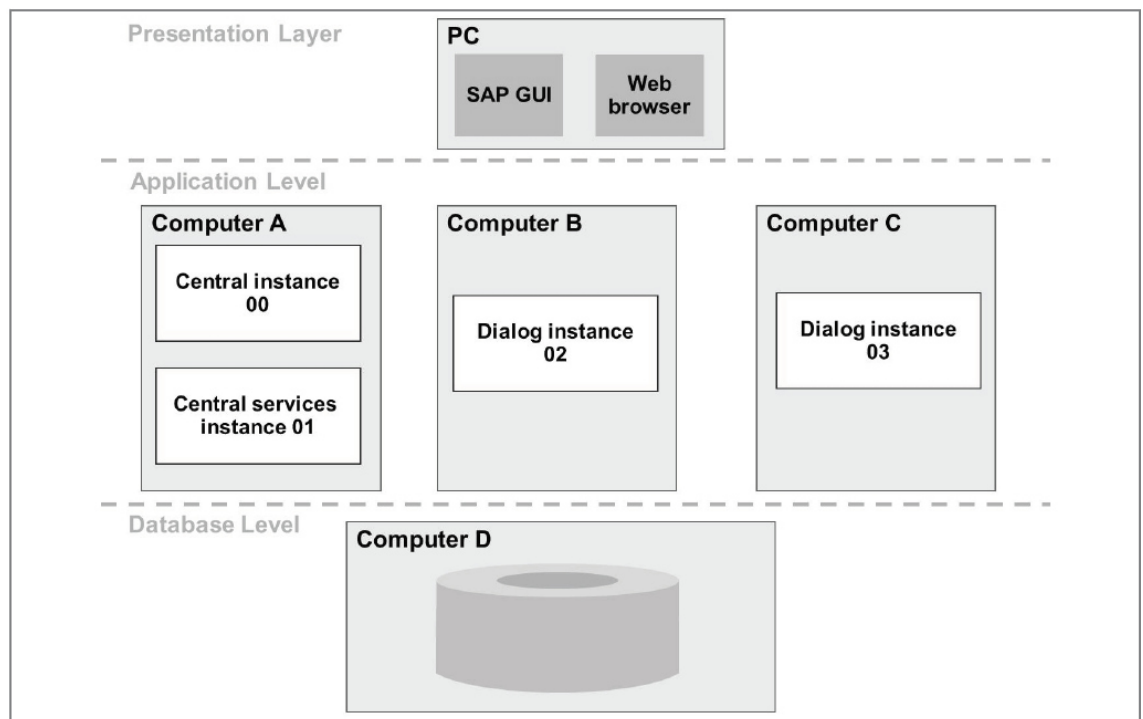 Presentation Layer
PC
SAP GUI
Web
browser
Application Level
Computer A
Central instance
00
Central services
instance 01
Computer B
Dialog instance
02
Computer C
Dialog instance
03
Database Level
Computer D